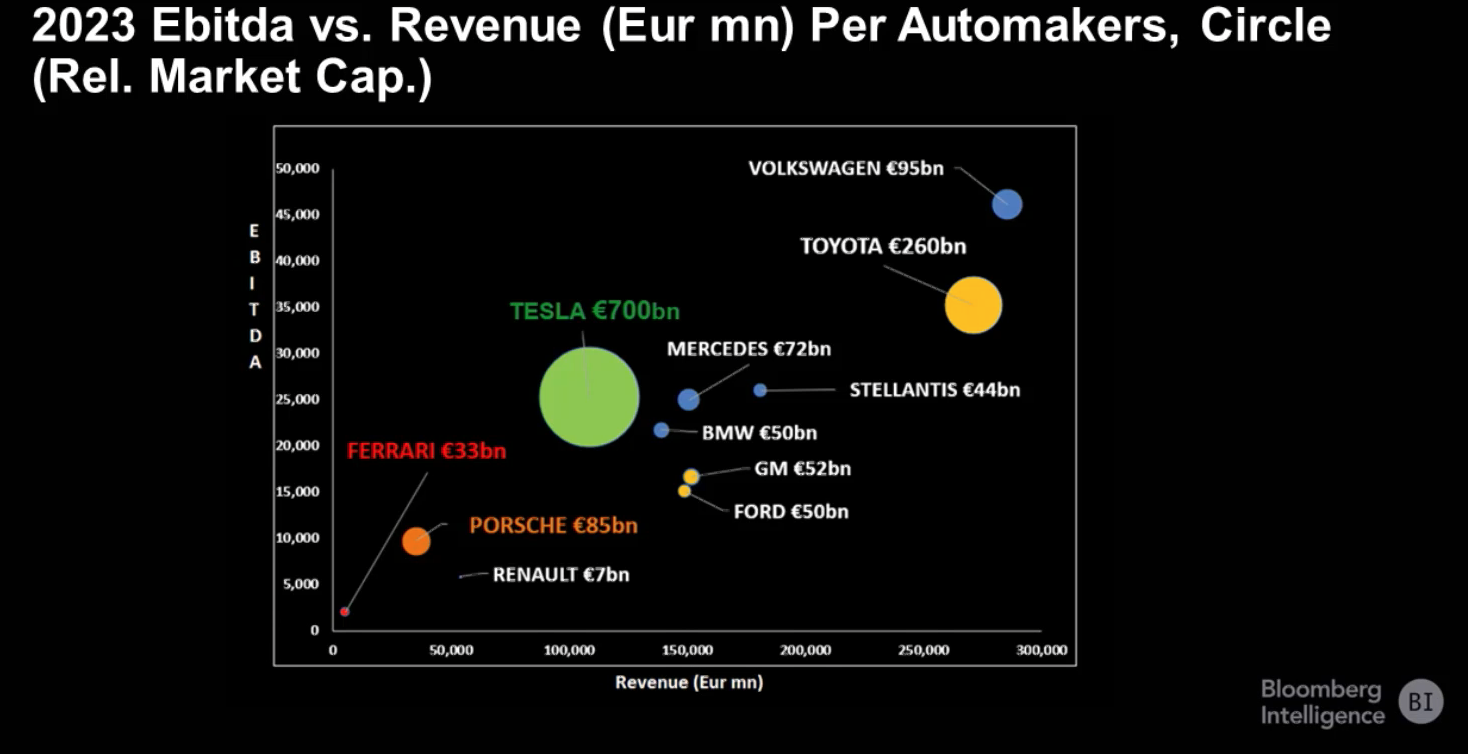 2023 Ebitda vs. Revenue (Eur mn) Per Automakers, Circle
(Rel. Market Cap.)
50,000
45,000
40,000
35,000
30,000
25,000
20,000
15,000
10,000
5,000
0
E
B
I
T
D
A
VOLKSWAGEN €95bn
TOYOTA €260bn
TESLA €700bn
MERCEDES €72bn
STELLANTIS €44bn
BMW €50bn
FERRARI €33bn
GM €52bn
FORD €50bn
PORSCHE €85bn
RENAULT €7bn
0 50,000 100,000 150,000 200,000 250,000 300,000
Revenue (Eur mn)
Bloomberg
Intelligence
BI